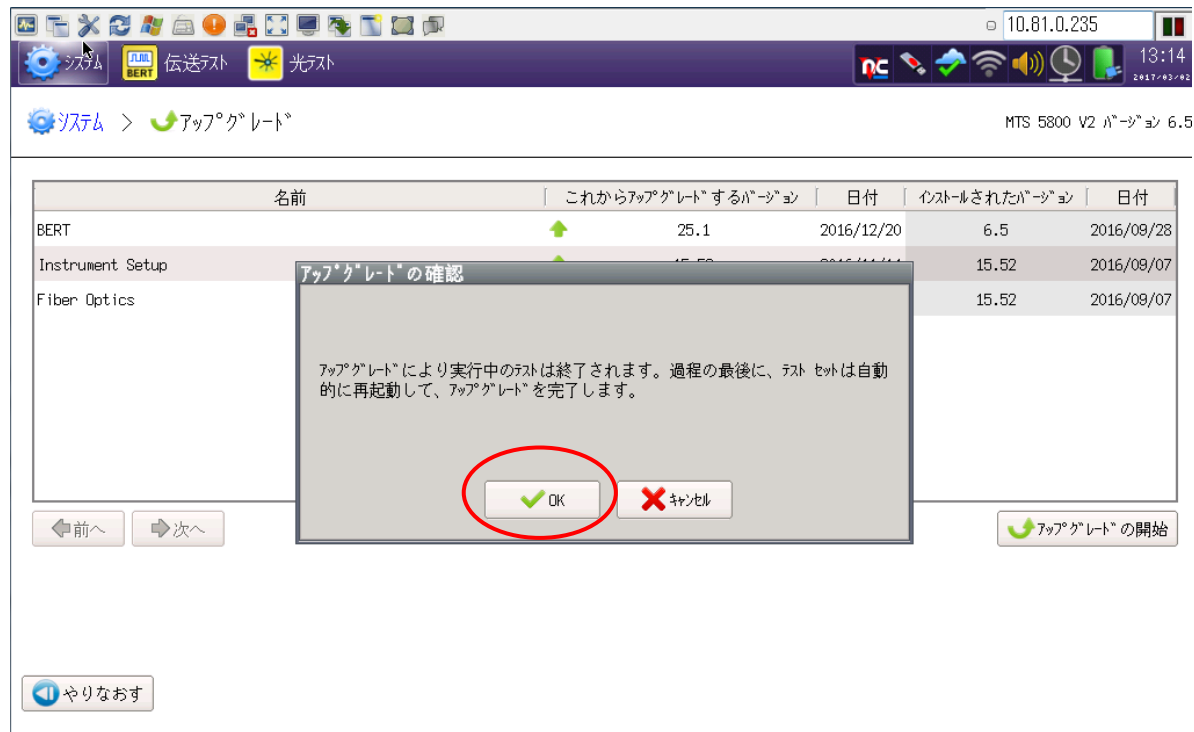 10.81.0.235
システム BERT 伝送テスト 光テスト
13:14
2017/03/02
システム > アップグレード
MTS 5800 V2 バージョン 6.5
名前 これからアップグレードするバージョン 日付 インストールされたバージョン 日付
BERT 25.1 2016/12/20 6.5 2016/09/28
Instrument Setup 15.52 2016/09/07
Fiber Optics 15.52 2016/09/07
アップグレードの確認
アップグレードにより実行中のテストは終了されます。過程の最後に、テスト セットは自動
的に再起動して、アップグレードを完了します。
OK キャンセル
前へ 次へ アップグレードの開始
やりなおす